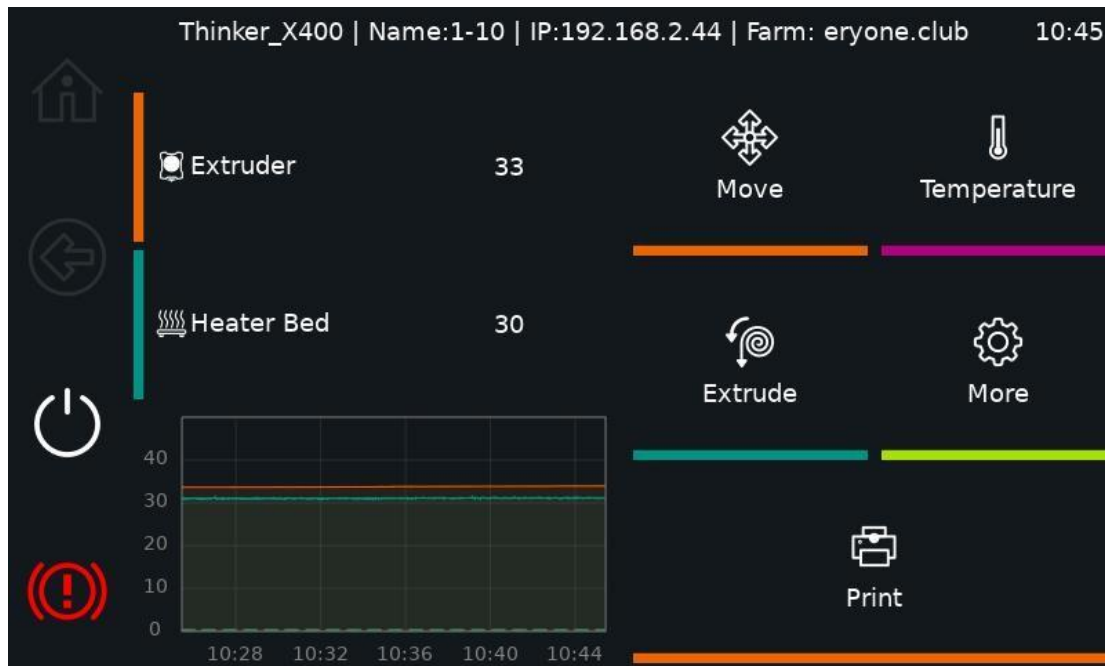 Thinker_X400 | Name:1-10 | IP:192.168.2.44 | Farm: eryone.club 10:45
Extruder 33
Move
Temperature
Heater Bed 30
Extrude
More
40
30
20
10
0
10:28 10:32 10:36 10:40 10:44
Print